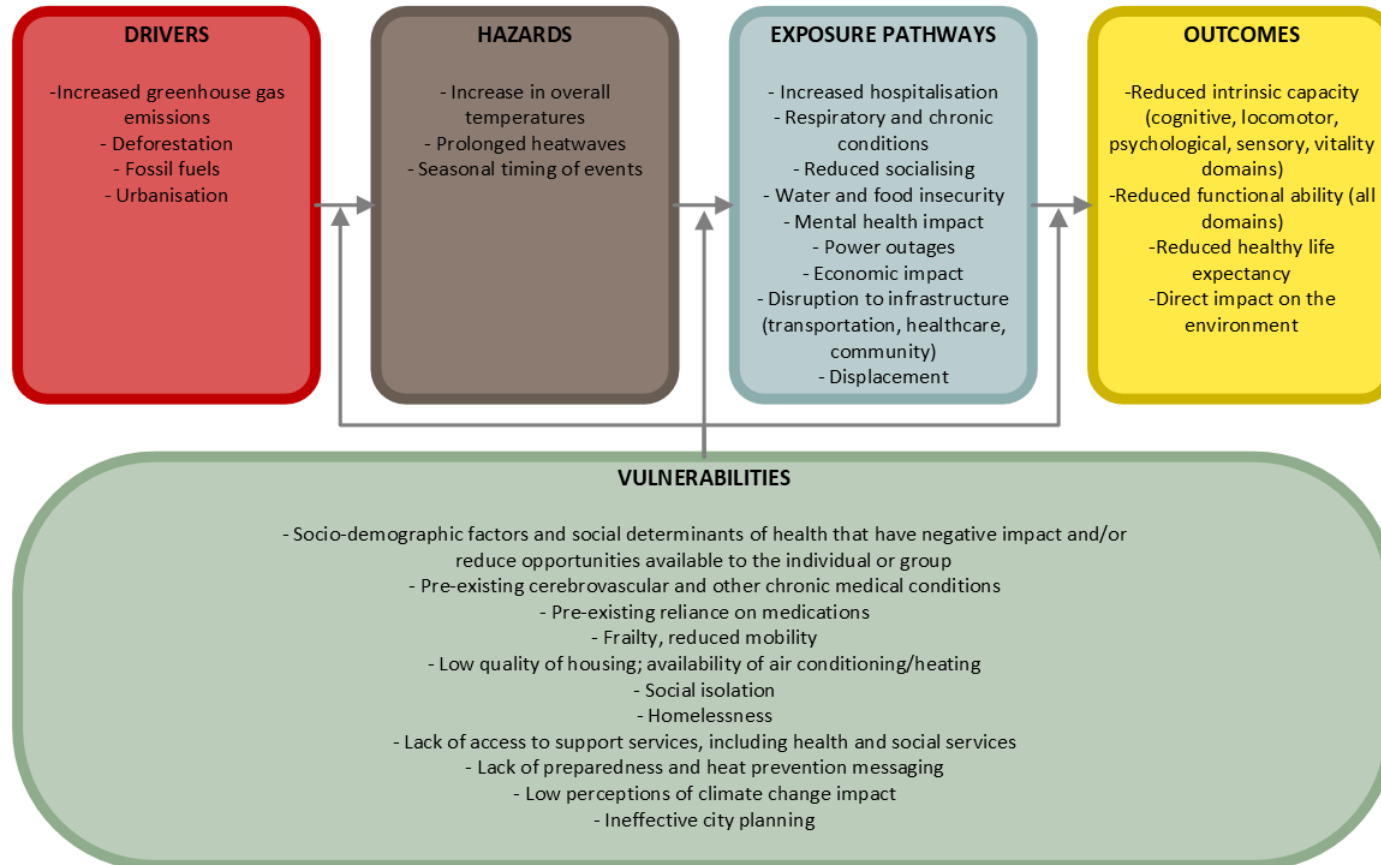 DRIVERS
-Increased greenhouse gas
emissions
- Deforestation
- Fossil fuels
- Urbanisation
HAZARDS
- Increase in overall
temperatures
- Prolonged heatwaves
- Seasonal timing of events
EXPOSURE PATHWAYS
- Increased hospitalisation
- Respiratory and chronic
conditions
- Reduced socialising
- Water and food insecurity
- Mental health impact
- Power outages
- Economic impact
- Disruption to infrastructure
(transportation, healthcare,
community)
- Displacement
OUTCOMES
-Reduced intrinsic capacity
(cognitive, locomotor,
psychological, sensory, vitality
domains)
-Reduced functional ability (all
domains)
-Reduced healthy life
expectancy
-Direct impact on the
environment
VULNERABILITIES
- Socio-demographic factors and social determinants of health that have negative impact and/or
reduce opportunities available to the individual or group
- Pre-existing cerebrovascular and other chronic medical conditions
- Pre-existing reliance on medications
- Frailty, reduced mobility
- Low quality of housing; availability of air conditioning/heating
- Social isolation
- Homelessness
- Lack of access to support services, including health and social services
- Lack of preparedness and heat prevention messaging
- Low perceptions of climate change impact
- Ineffective city planning